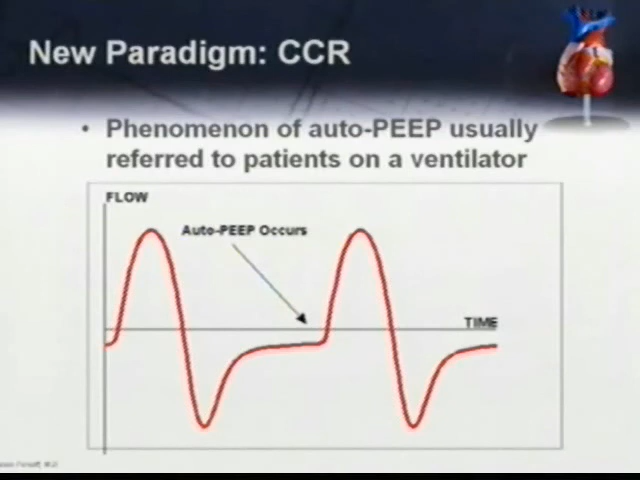 New Paradigm: CCR
• Phenomenon of auto-PEEP usually
referred to patients on a ventilator
FLOW
Auto-PEEP Occurs
TIME